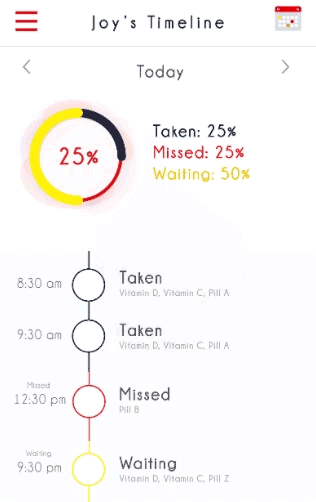 Joy's Timeline
Today
25%
Taken: 25%
Missed: 25%
Waiting: 50%
8:30 am
Taken
Vitamin D, Vitamin C, Pill A
9:30 am
Taken
Vitamin D, Vitamin C, Pill A
Missed
12:30 pm
Missed
Pill B
Waiting
9:30 pm
Waiting
Vitamin D, Vitamin C, Pill Z